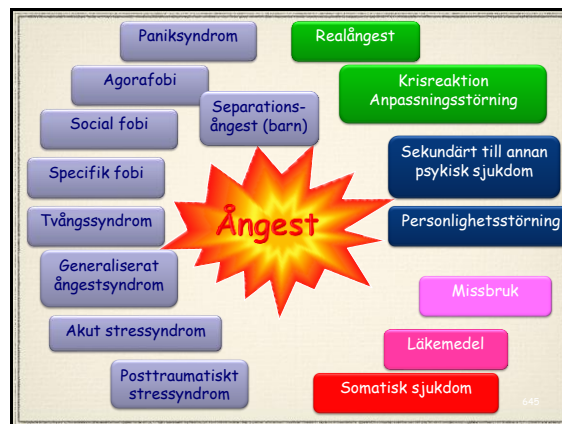 Paniksyndrom
Realångest
Agorafobi
Krisreaktion
Anpassningsstörning
Separations-
ångest (barn)
Social fobi
Sekundärt till annan
psykisk sjukdom
Specifik fobi
Tvångssyndrom
Ångest
Personlighetsstörning
Generaliserat
ångestsyndrom
Missbruk
Akut stressyndrom
Läkemedel
Posttraumatiskt
stressyndrom
Somatisk sjukdom
645